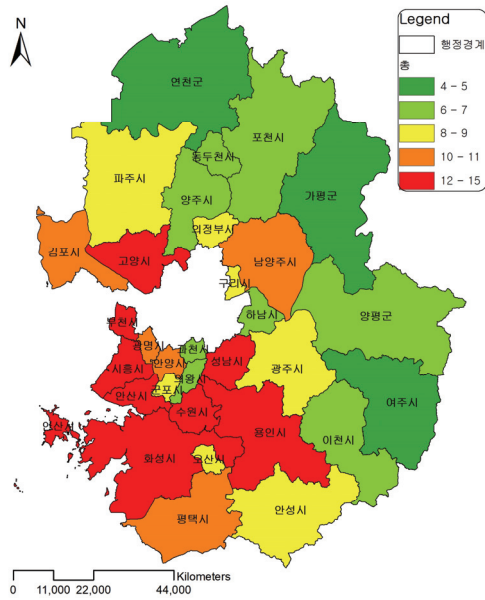 N
Legend
행정경계
총
4 - 5
6 - 7
8 - 9
10 - 11
12 - 15
연천군
포천시
동두천시
파주시
가평군
양주시
의정부시
김포시
고양시
남양주시
구리시
하남시
양평군
부천시
광명시
과천시
안양시
성남시
광주시
시흥시
의왕시
군포시
안산시
여주시
수원시
안산시
용인시
이천시
화성시
오산시
안성시
평택시
Kilometers
0 11,000 22,000 44,000